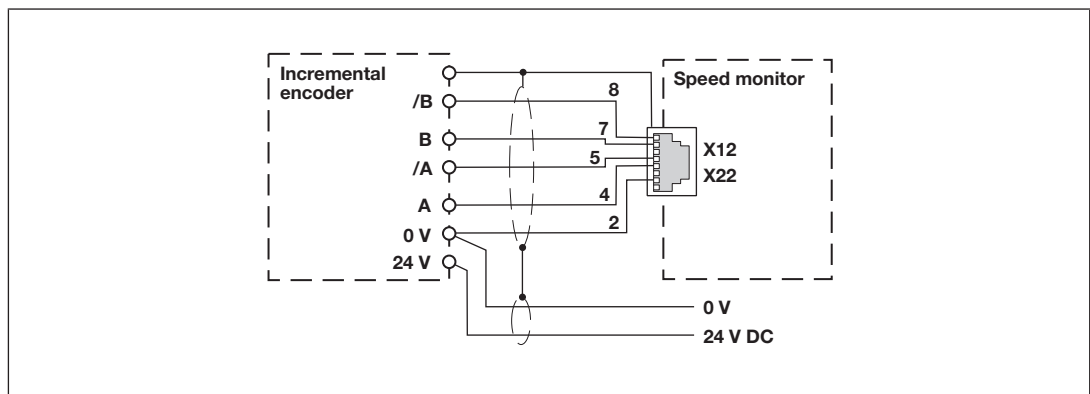 Incremental
encoder
Speed monitor
/B
8
B
7
X12
/A
5
X22
A
4
0 V
2
24 V
0 V
24 V DC